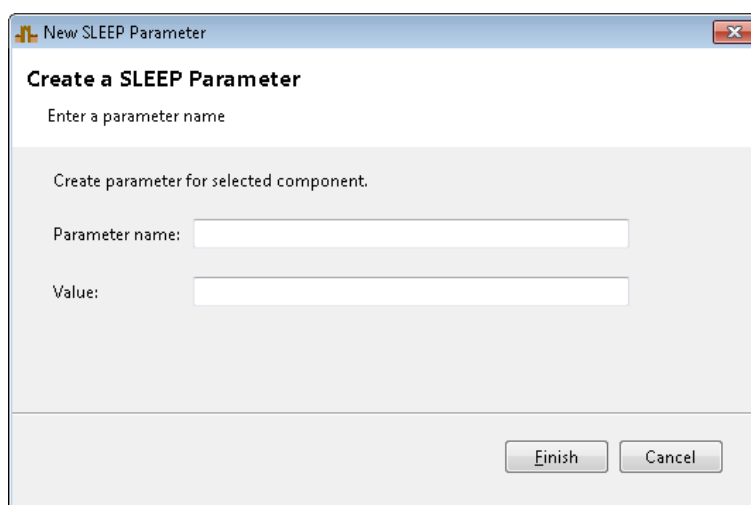 New SLEEP Parameter
Create a SLEEP Parameter
Enter a parameter name
Create parameter for selected component.
Parameter name:
Value:
Finish
Cancel